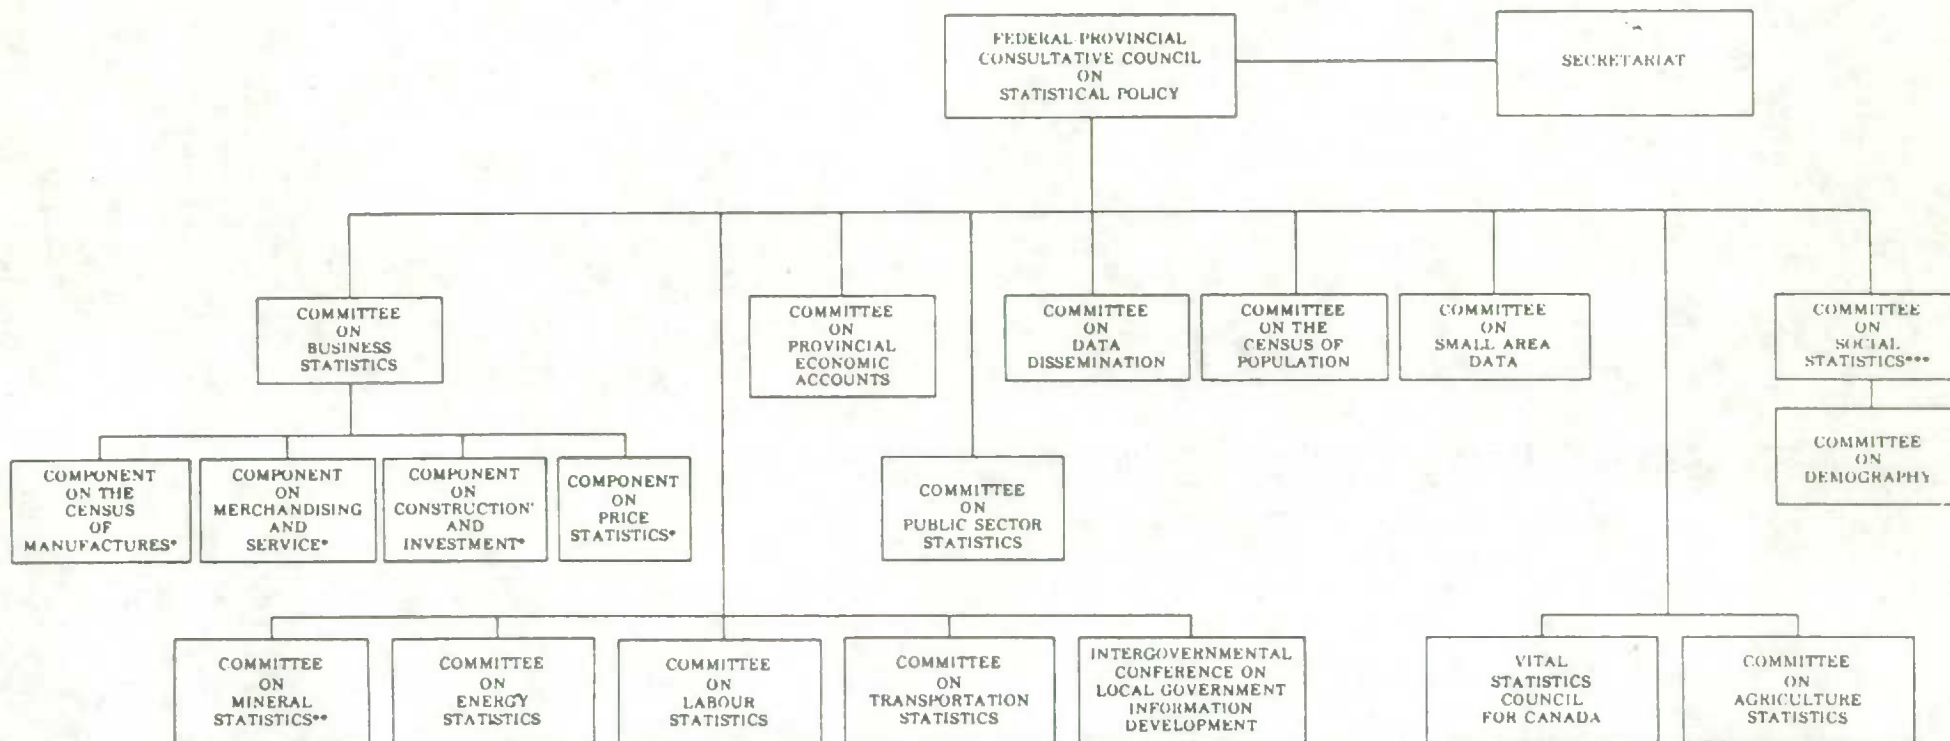 FEDERAL-PROVINCIAL
CONSULTATIVE COUNCIL
ON
STATISTICAL POLICY
SECRETARIAT
COMMITTEE
ON
BUSINESS
STATISTICS
COMMITTEE
ON
PROVINCIAL
ECONOMIC
ACCOUNTS
COMMITTEE
ON
DATA
DISSEMINATION
COMMITTEE
ON THE
CENSUS OF
POPULATION
COMMITTEE
ON
SMALL AREA
DATA
COMMITTEE
ON
SOCIAL
STATISTICS***
COMMITTEE
ON
DEMOGRAPHY
COMPONENT
ON THE
CENSUS
OF
MANUFACTURES*
COMPONENT
ON
MERCHANDISING
AND
SERVICE*
COMPONENT
ON
CONSTRUCTION
AND
INVESTMENT*
COMPONENT
ON
PRICE
STATISTICS*
COMMITTEE
ON
PUBLIC SECTOR
STATISTICS
COMMITTEE
ON
MINERAL
STATISTICS**
COMMITTEE
ON
ENERGY
STATISTICS
COMMITTEE
ON
LABOUR
STATISTICS
COMMITTEE
ON
TRANSPORTATION
STATISTICS
INTERGOVERNMENTAL
CONFERENCE ON
LOCAL GOVERNMENT
INFORMATION
DEVELOPMENT
VITAL
STATISTICS
COUNCIL
FOR CANADA
COMMITTEE
ON
AGRICULTURE
STATISTICS